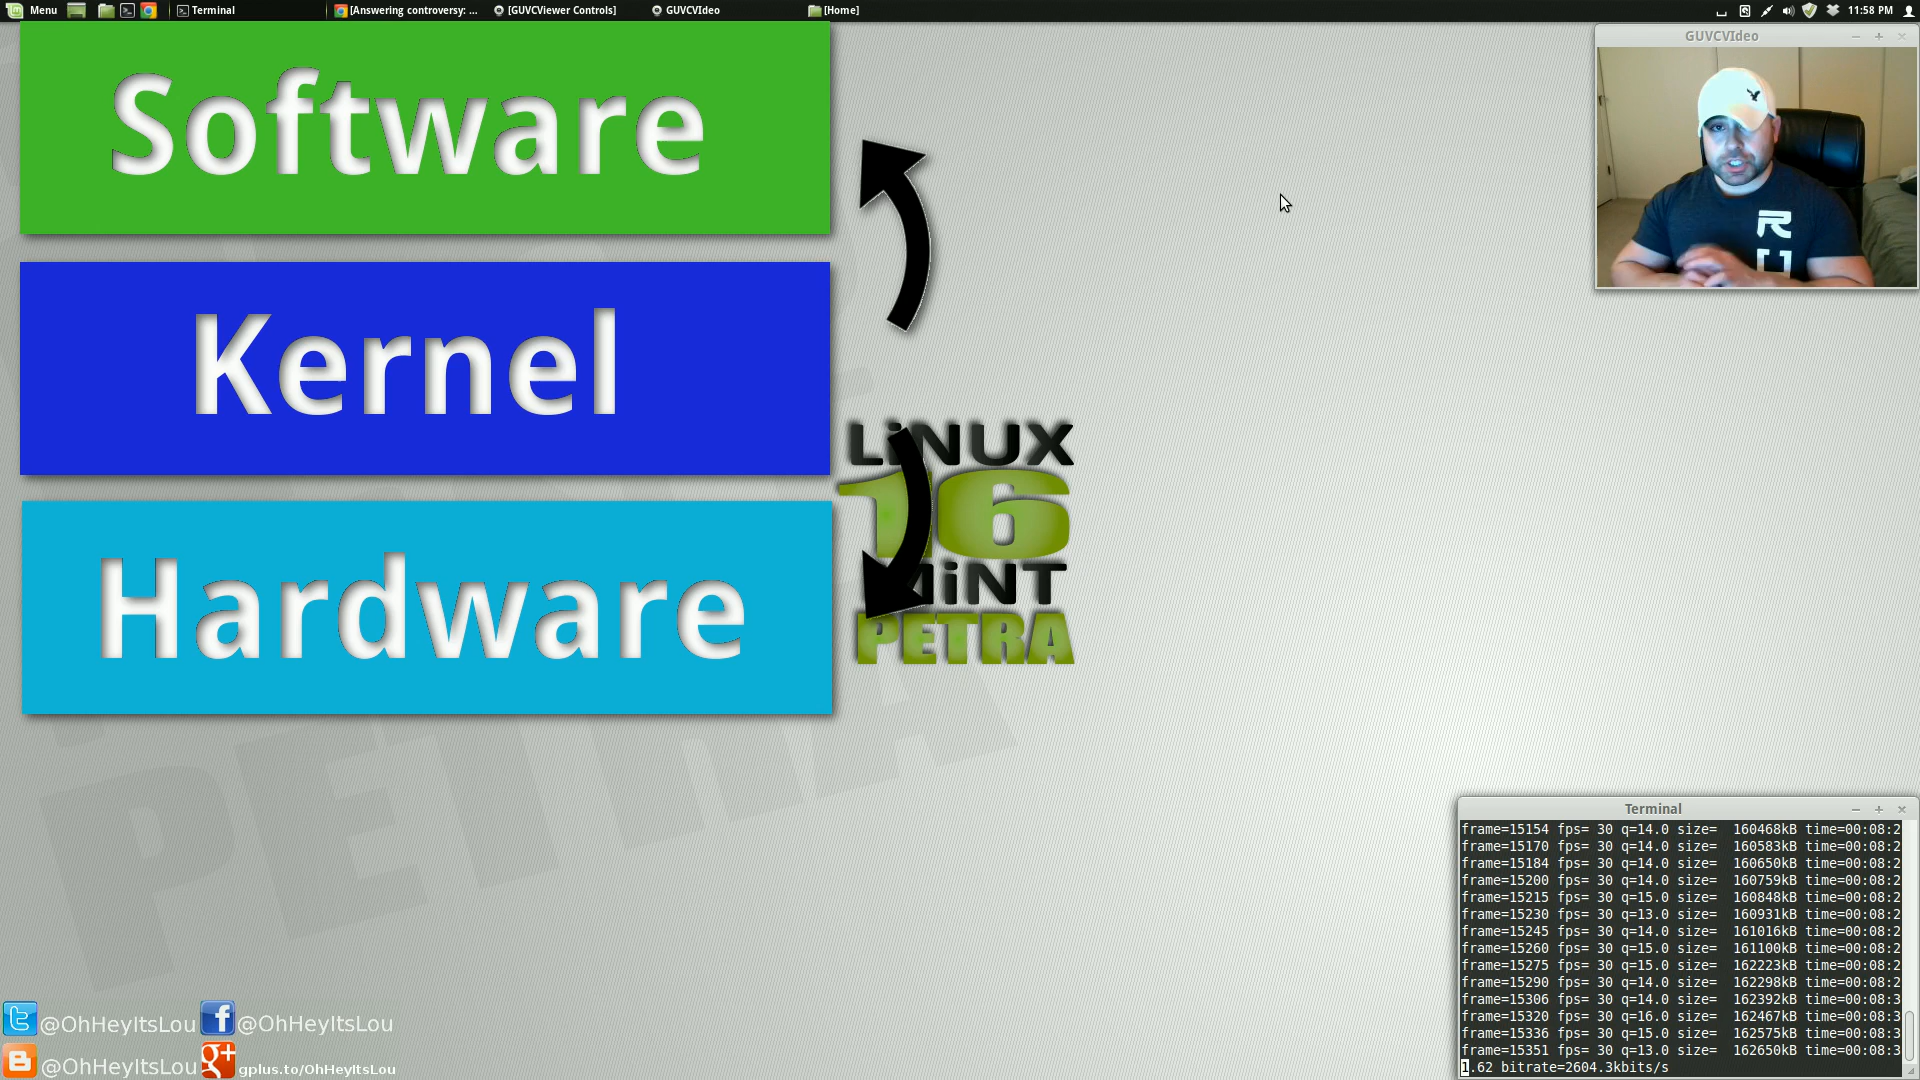 Menu
Terminal
[Answering controversy: ...
[GUVCViewer Controls]
GUVCVIdeo
[Home]
11:58 PM
GUVCVIdeo
Software
Kernel
Hardware
LiNUX
16
MiNT
PETRA
PETRA
Terminal
frame=15154 fps= 30 q=14.0 size=  160468kB time=00:08:2
frame=15170 fps= 30 q=14.0 size=  160583kB time=00:08:2
frame=15184 fps= 30 q=14.0 size=  160650kB time=00:08:2
frame=15200 fps= 30 q=14.0 size=  160759kB time=00:08:2
frame=15215 fps= 30 q=15.0 size=  160848kB time=00:08:2
frame=15230 fps= 30 q=13.0 size=  160931kB time=00:08:2
frame=15245 fps= 30 q=14.0 size=  161016kB time=00:08:2
frame=15260 fps= 30 q=15.0 size=  161100kB time=00:08:2
frame=15275 fps= 30 q=15.0 size=  162223kB time=00:08:2
frame=15290 fps= 30 q=14.0 size=  162298kB time=00:08:2
frame=15306 fps= 30 q=14.0 size=  162392kB time=00:08:3
frame=15320 fps= 30 q=16.0 size=  162467kB time=00:08:3
frame=15336 fps= 30 q=15.0 size=  162575kB time=00:08:3
frame=15351 fps= 30 q=13.0 size=  162650kB time=00:08:3
1.62 bitrate=2604.3kbits/s
@OhHeyItsLou
@OhHeyItsLou
@OhHeyItsLou
gplus.to/OhHeyItsLou